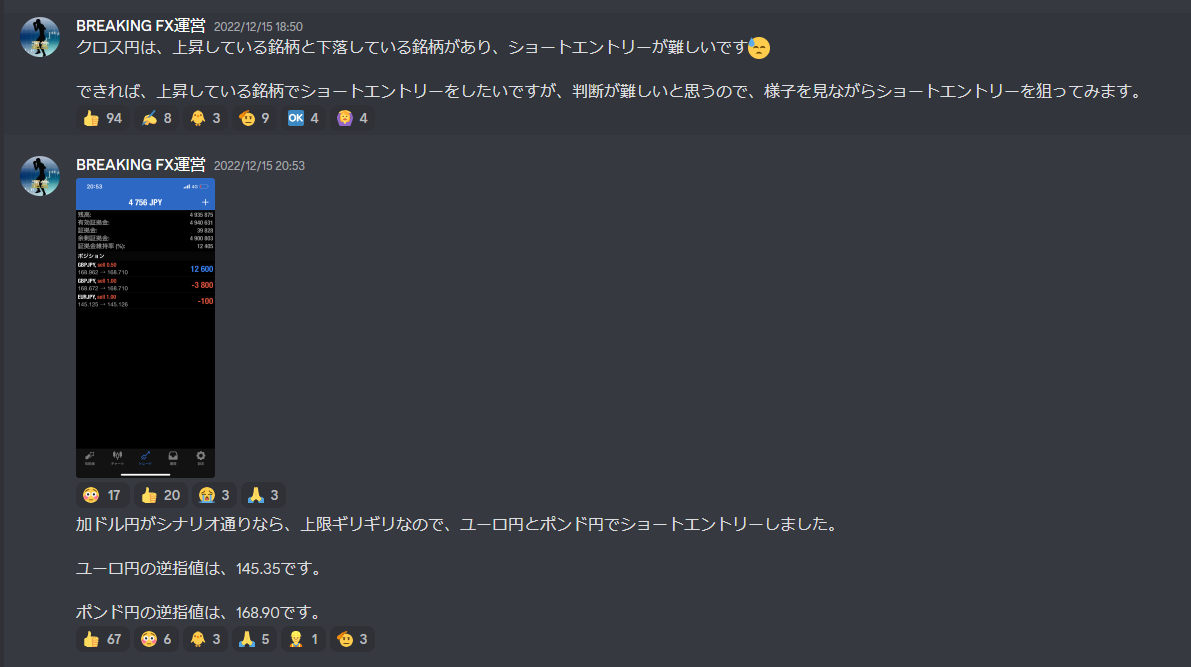 BREAKING FX運営 2022/12/15 18:50
クロス円は、上昇している銘柄と下落している銘柄があり、ショートエントリーが難しいです😓
できれば、上昇している銘柄でショートエントリーをしたいですが、判断が難しいと思うので、様子を見ながらショートエントリーを狙ってみます。
94 8 3 9 OK 4 4
BREAKING FX運営 2022/12/15 20:53
20:53 4G
4 756 JPY +
残高: 4 935 875
有効証拠金: 4 940 631
証拠金: 39 828
余剰証拠金: 4 900 803
証拠金維持率 (%): 12 405
ポジション
GBPJPY, sell 0.50
168.962 → 168.710 12 600
GBPJPY, sell 1.00
168.672 → 168.710 -3 800
EURJPY, sell 1.00
145.125 → 145.126 -100
チャート トレード 設定
17 20 3 3
加ドル円がシナリオ通りなら、上限ギリギリなので、ユーロ円とポンド円でショートエントリーしました。
ユーロ円の逆指値は、145.35です。
ポンド円の逆指値は、168.90です。
67 6 3 5 1 3